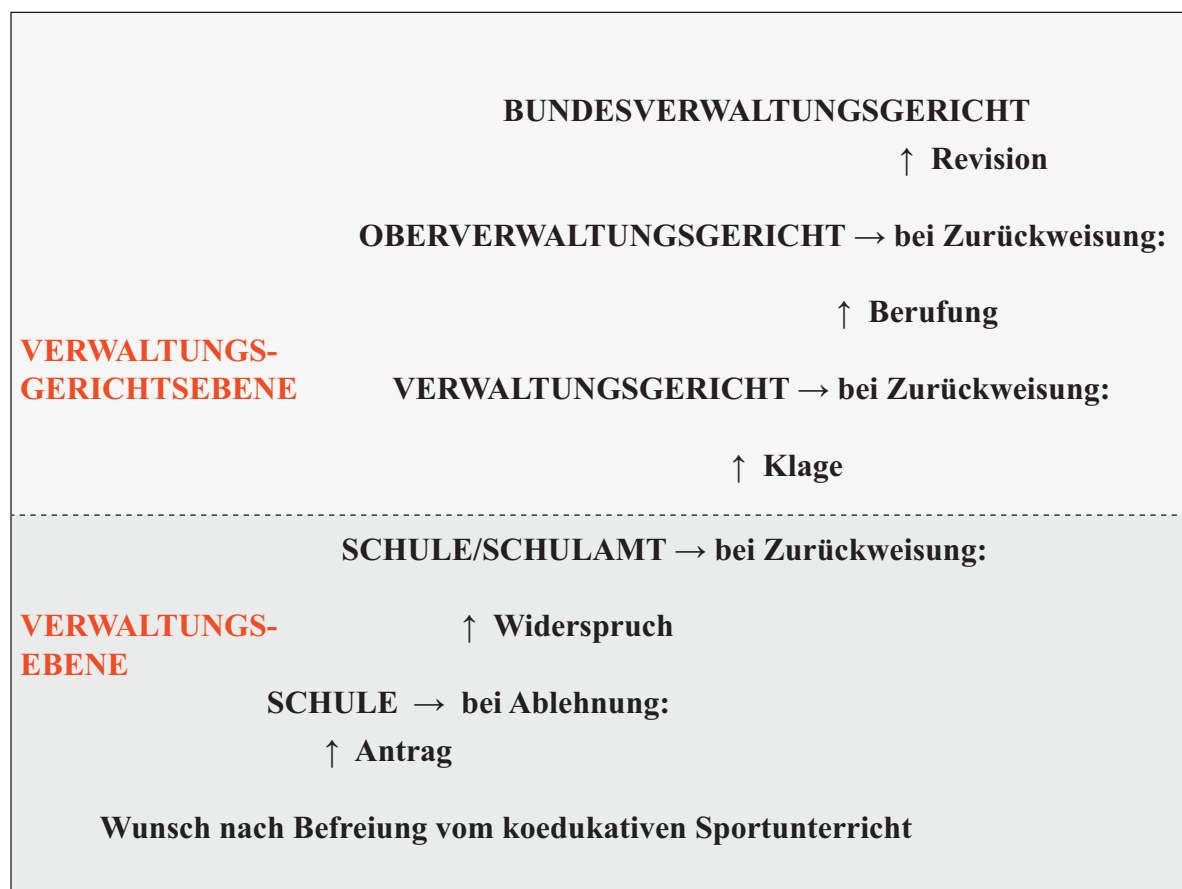 BUNDESVERWALTUNGSGERICHT
↑ Revision
OBERVERWALTUNGSGERICHT → bei Zurückweisung:
↑ Berufung
VERWALTUNGS-
GERICHTSEBENE
VERWALTUNGSGERICHT → bei Zurückweisung:
↑ Klage
SCHULE/SCHULAMT → bei Zurückweisung:
VERWALTUNGS-
EBENE
↑ Widerspruch
SCHULE → bei Ablehnung:
↑ Antrag
Wunsch nach Befreiung vom koedukativen Sportunterricht